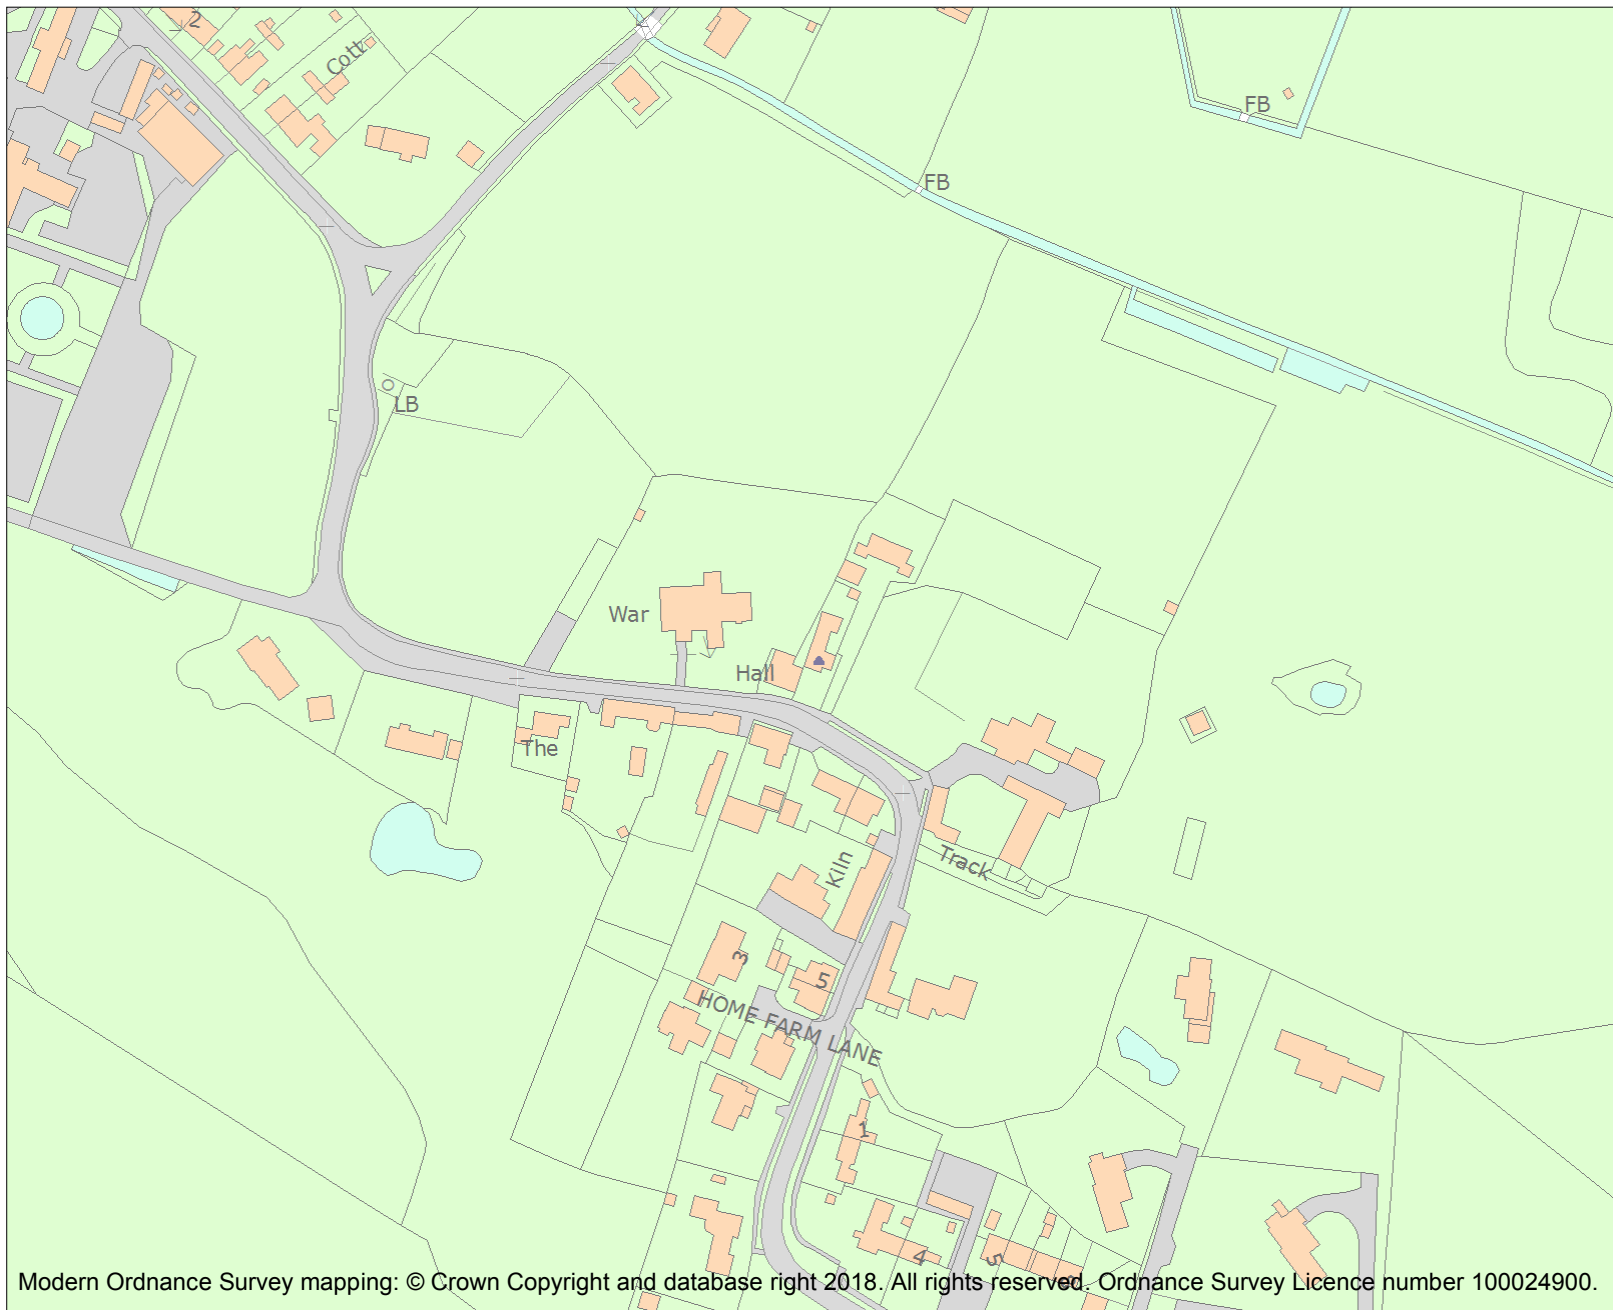 2
Cott
FB
FB
LB
War
Hall
The
Kiln
Track
3
5
HOME FARM LANE
1
4
5
8
Modern Ordnance Survey mapping: © Crown Copyright and database right 2018. All rights reserved. Ordnance Survey Licence number 100024900.